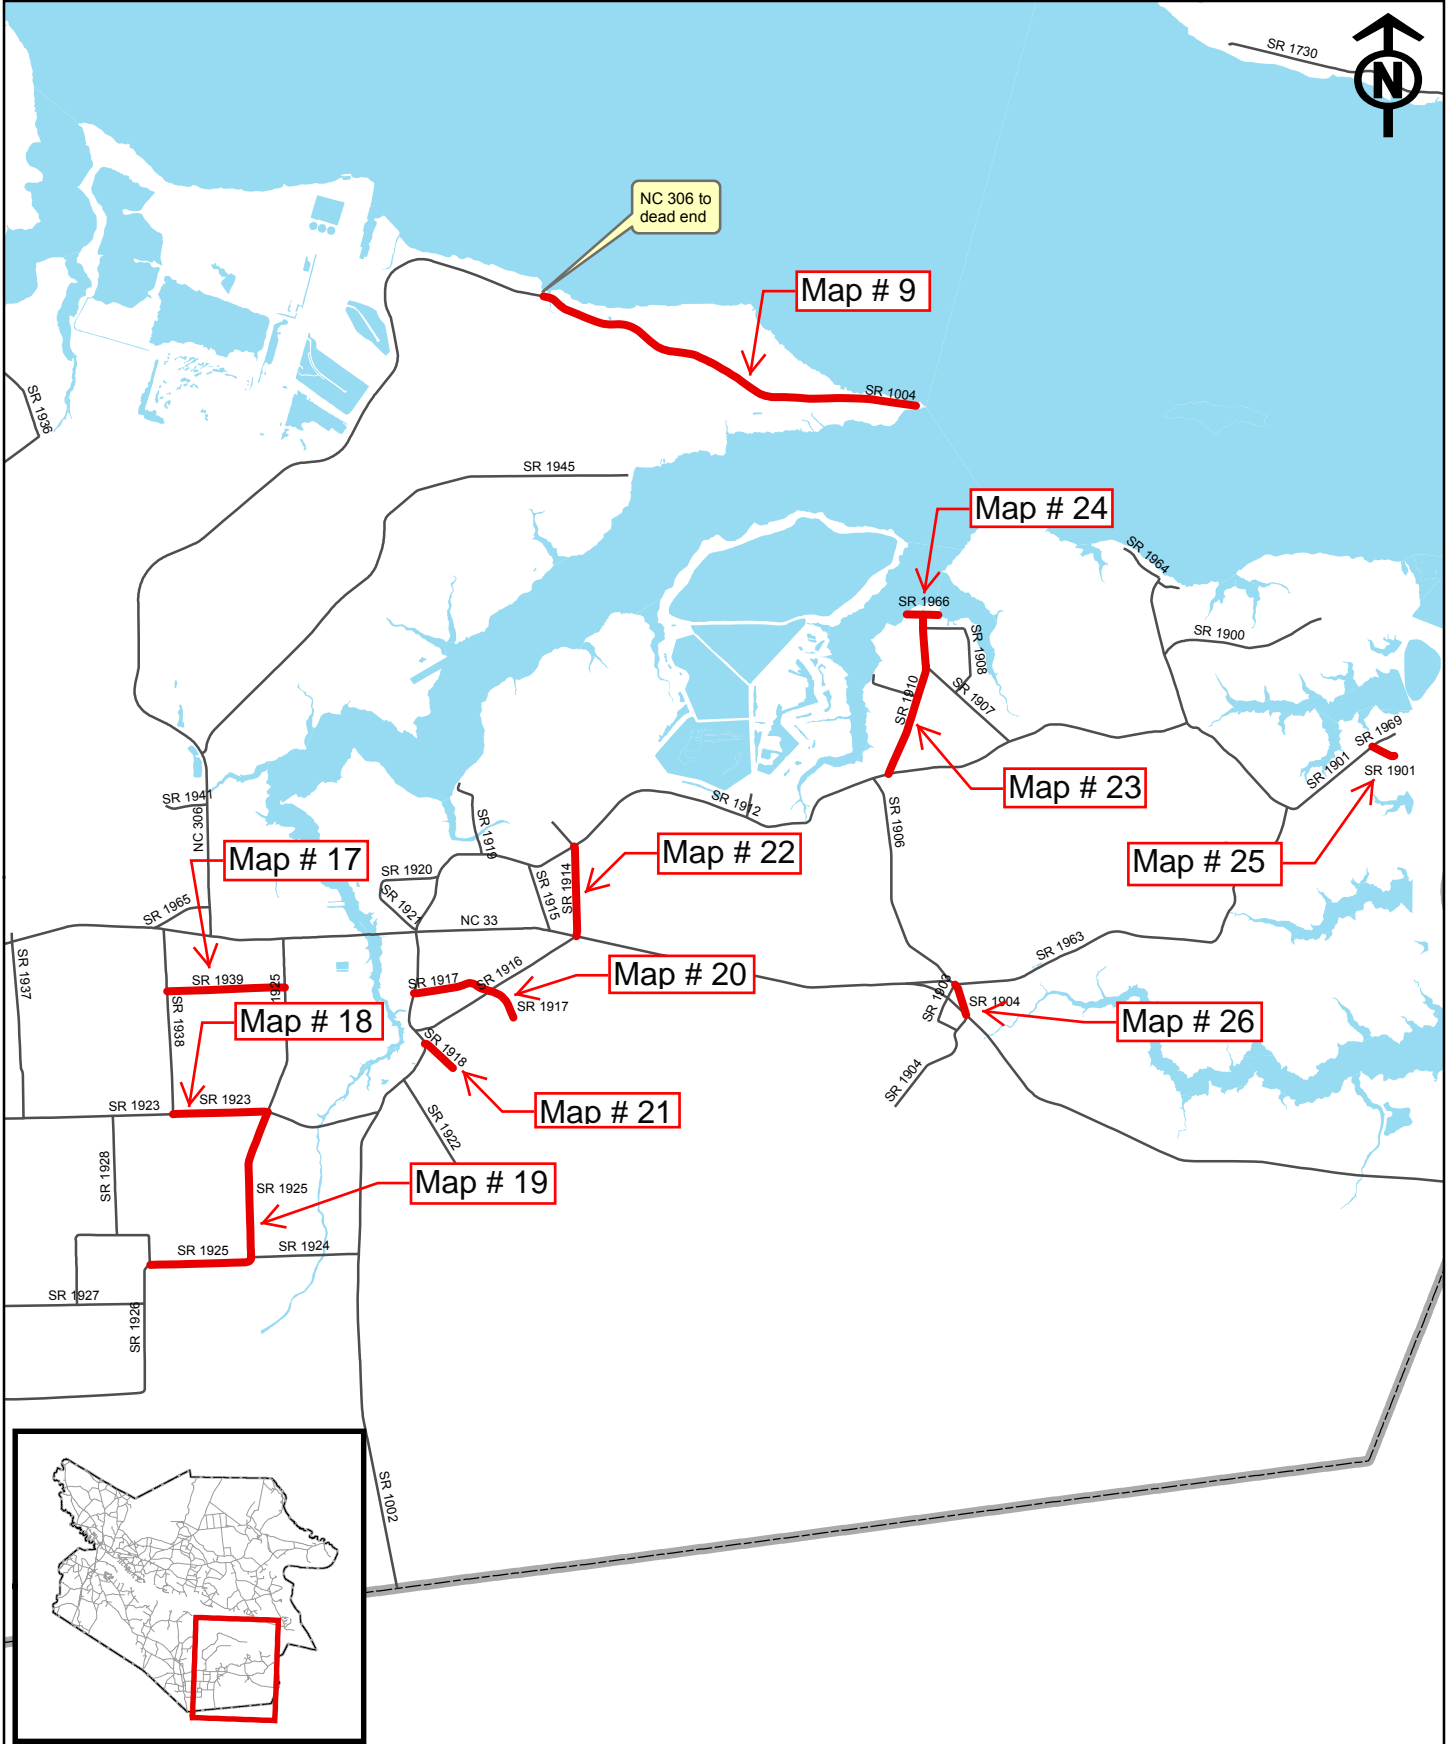 SR 1730
N
NC 306 to
dead end
Map # 9
SR 1004
SR 1936
SR 1945
Map # 24
SR 1964
SR 1966
SR 1908
SR 1900
SR 1910
SR 1907
SR 1969
SR 1901
SR 1901
Map # 23
SR 1941
NC 306
SR 1912
SR 1919
SR 1906
Map # 17
Map # 22
Map # 25
SR 1920
SR 1921
SR 1915
SR 1914
SR 1965
NC 33
SR 1937
SR 1963
SR 1939
1925
SR 1917
SR 1916
Map # 20
SR 1903
SR 1904
SR 1917
SR 1938
Map # 18
Map # 26
SR 1918
SR 1904
SR 1923
SR 1923
Map # 21
SR 1922
SR 1928
SR 1925
Map # 19
SR 1925
SR 1924
SR 1927
SR 1926
SR 1002